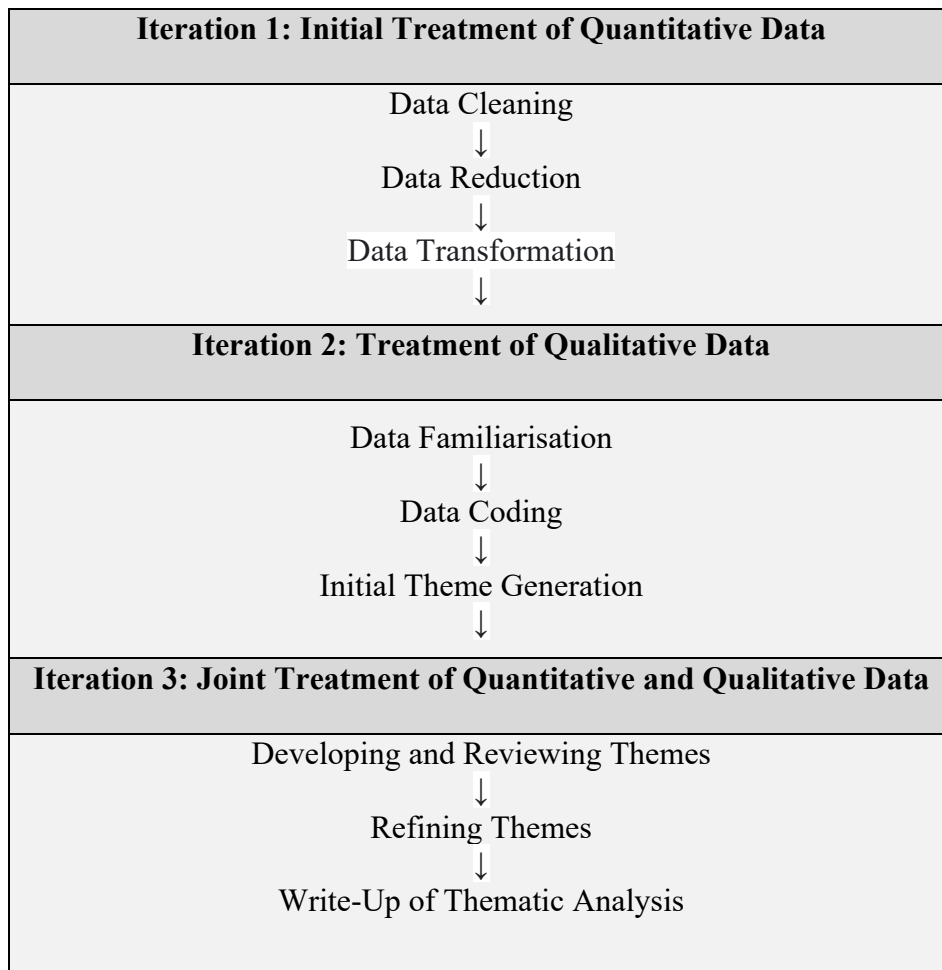 Iteration 1: Initial Treatment of Quantitative Data
Data Cleaning
↓
Data Reduction
↓
Data Transformation
↓
Iteration 2: Treatment of Qualitative Data
Data Familiarisation
↓
Data Coding
↓
Initial Theme Generation
↓
Iteration 3: Joint Treatment of Quantitative and Qualitative Data
Developing and Reviewing Themes
↓
Refining Themes
↓
Write-Up of Thematic Analysis